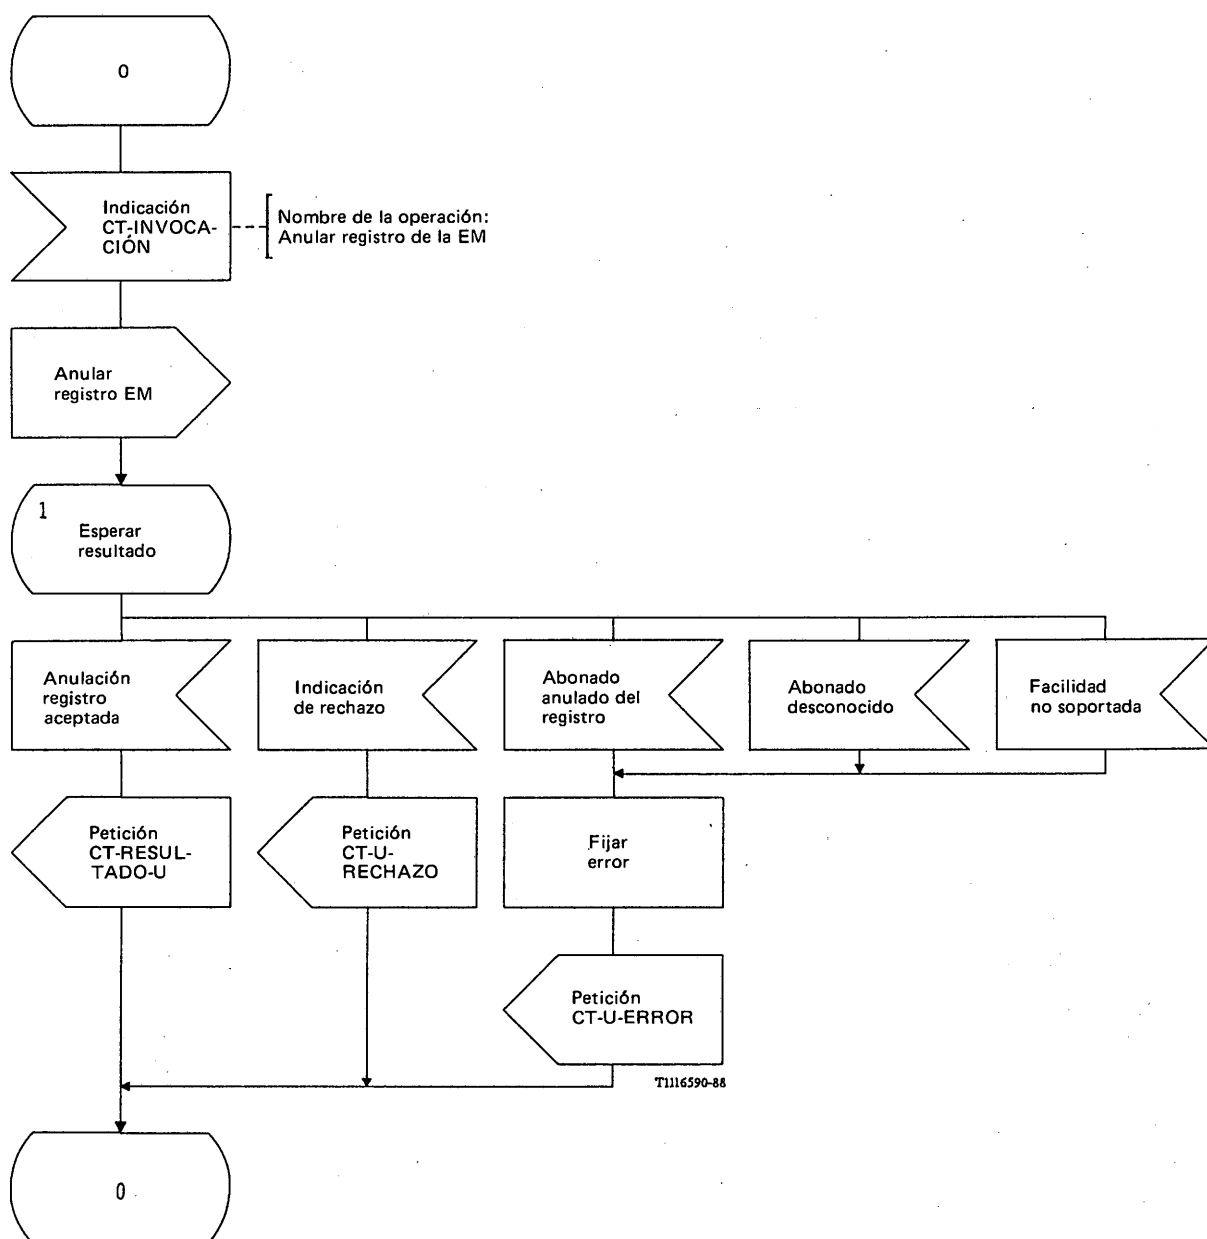 0
Indicación
CT-INVOCA-
CIÓN
Nombre de la operación:
Anular registro de la EM
Anular
registro EM
1
Esperar
resultado
Anulación
registro
aceptada
Indicación
de rechazo
Abonado
anulado del
registro
Abonado
desconocido
Facilidad
no soportada
Petición
CT-RESUL-
TADO-U
Petición
CT-U-
RECHAZO
Fijar
error
Petición
CT-U-ERROR
T1116590-88
0